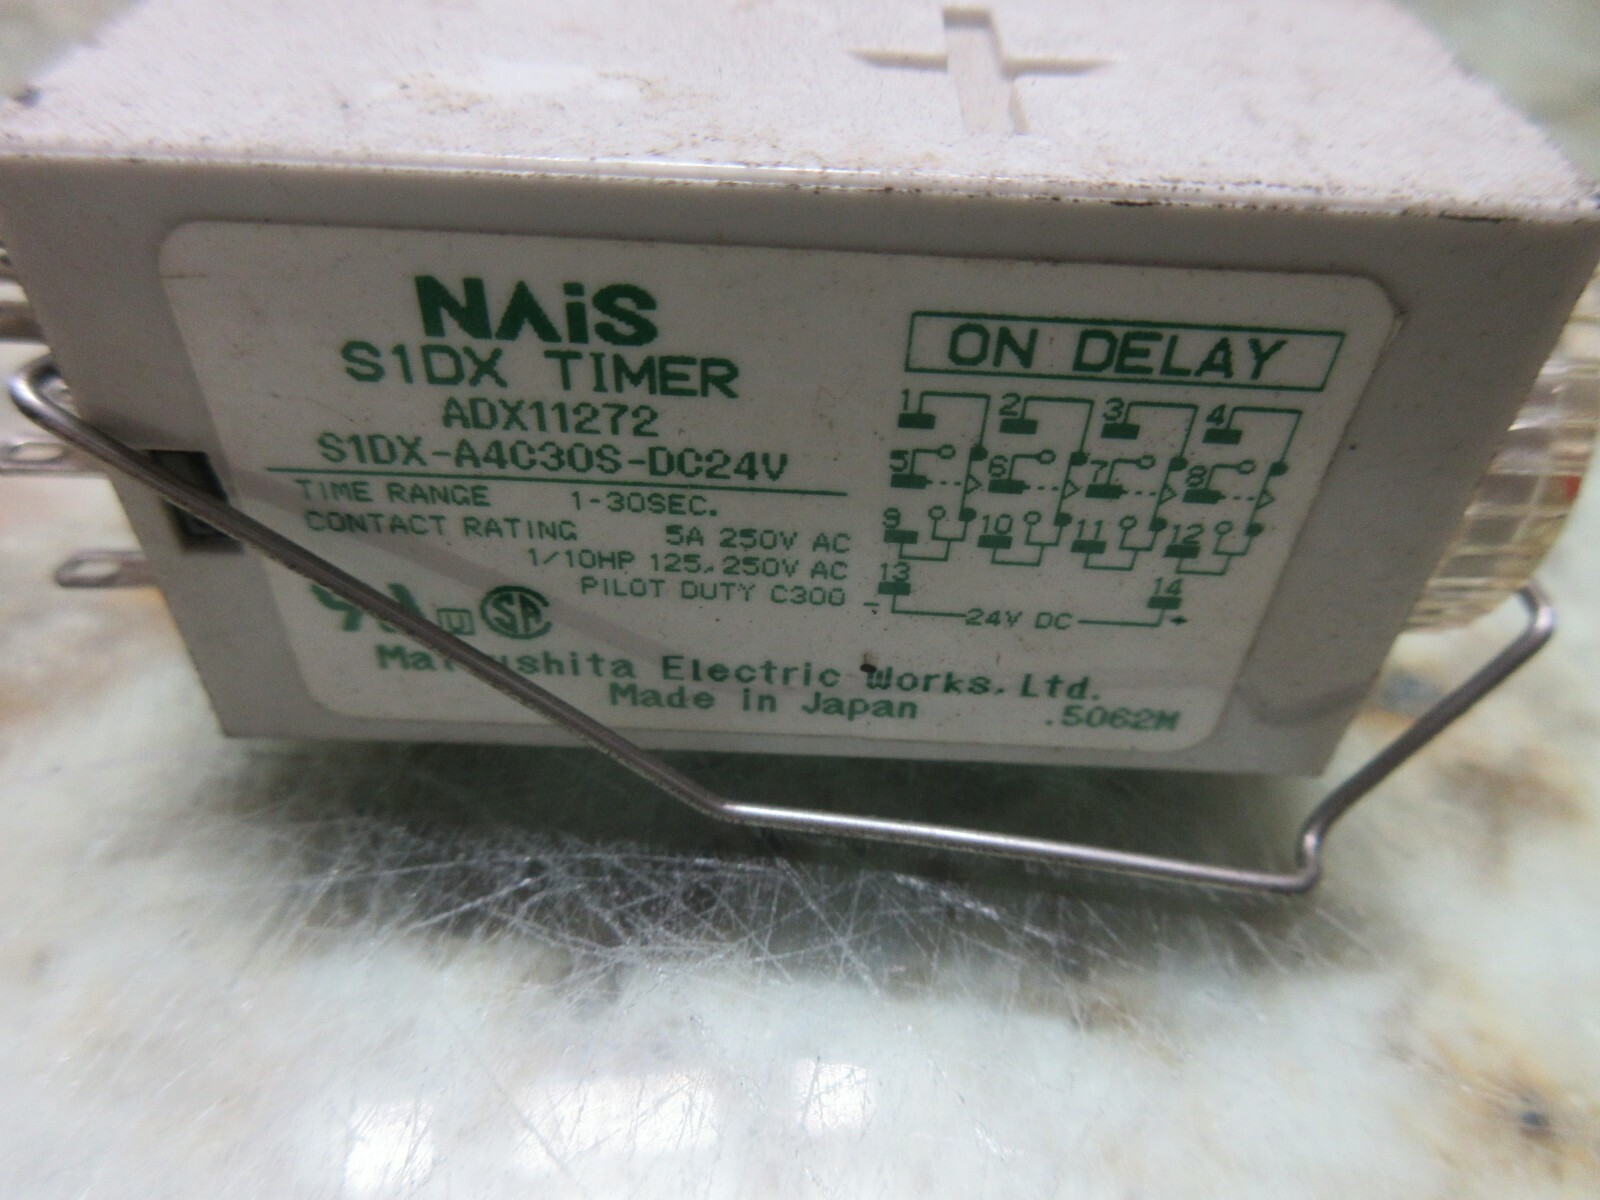 NAiS
S1DX TIMER
ADX11272
S1DX-A4C30S-DC24V
TIME RANGE 1-30SEC.
CONTACT RATING 5A 250V AC
1/10HP 125, 250V AC
PILOT DUTY C300
Matsushita Electric Works, Ltd.
Made in Japan .5062M
ON DELAY
1 2 3 4
5 6 7 8
9 10 11 12
13 14
- 24V DC +